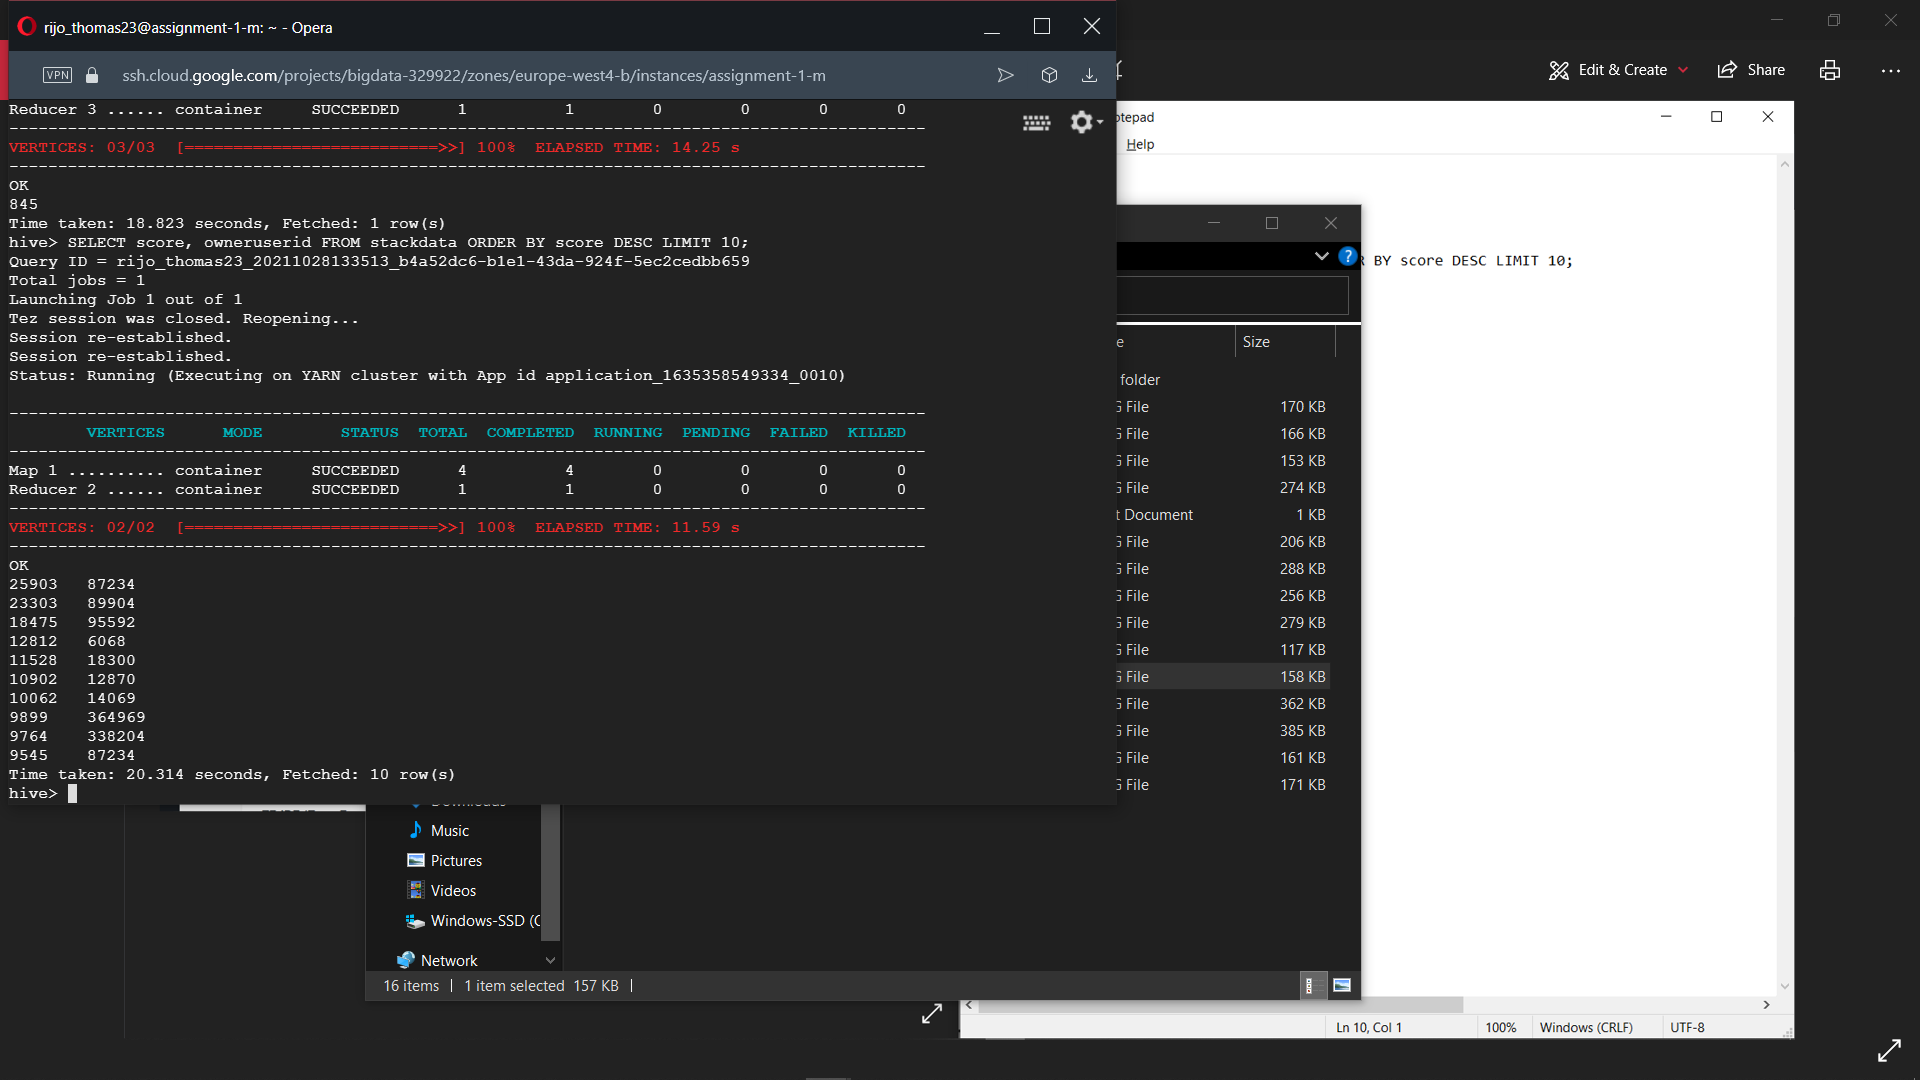 rijo_thomas23@assignment-1-m: ~ - Opera
VPN ssh.cloud.google.com/projects/bigdata-329922/zones/europe-west4-b/instances/assignment-1-m
Edit & Create
Share
Reducer 3 ...... container SUCCEEDED 1 1 0 0 0 0
--------------------------------------------------------------------------------
VERTICES: 03/03 [==========================>>] 100% ELAPSED TIME: 14.25 s
--------------------------------------------------------------------------------
OK
845
Time taken: 18.823 seconds, Fetched: 1 row(s)
hive> SELECT score, owneruserid FROM stackdata ORDER BY score DESC LIMIT 10;
Query ID = rijo_thomas23_20211028133513_b4a52dc6-b1e1-43da-924f-5ec2cedbb659
Total jobs = 1
Launching Job 1 out of 1
Tez session was closed. Reopening...
Session re-established.
Session re-established.
Status: Running (Executing on YARN cluster with App id application_1635358549334_0010)
--------------------------------------------------------------------------------
VERTICES MODE STATUS TOTAL COMPLETED RUNNING PENDING FAILED KILLED
--------------------------------------------------------------------------------
Map 1 .......... container SUCCEEDED 4 4 0 0 0 0
Reducer 2 ...... container SUCCEEDED 1 1 0 0 0 0
--------------------------------------------------------------------------------
VERTICES: 02/02 [==========================>>] 100% ELAPSED TIME: 11.59 s
--------------------------------------------------------------------------------
OK
25903 87234
23303 89904
18475 95592
12812 6068
11528 18300
10902 12870
10062 14069
9899 364969
9764 338204
9545 87234
Time taken: 20.314 seconds, Fetched: 10 row(s)
hive>
otepad
Help
BY score DESC LIMIT 10;
e Size
folder
File 170 KB
File 166 KB
File 153 KB
File 274 KB
t Document 1 KB
File 206 KB
File 288 KB
File 256 KB
File 279 KB
File 117 KB
File 158 KB
File 362 KB
File 385 KB
File 161 KB
File 171 KB
Music
Pictures
Videos
Windows-SSD (C
Network
16 items 1 item selected 157 KB
Ln 10, Col 1 100% Windows (CRLF) UTF-8